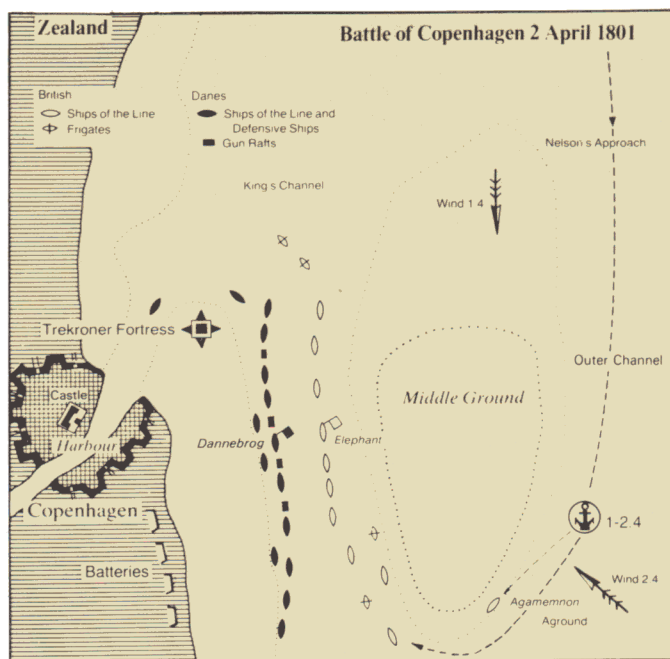 Zealand
Battle of Copenhagen 2 April 1801
British
Ships of the Line
Frigates
Danes
Ships of the Line and
Defensive Ships
Gun Rafts
Nelson's Approach
King's Channel
Wind 1.4
Trekroner Fortress
Outer Channel
Castle
Middle Ground
Harbour
Dannebrog
Elephant
Copenhagen
1-2.4
Batteries
Wind 2.4
Agamemnon
Aground